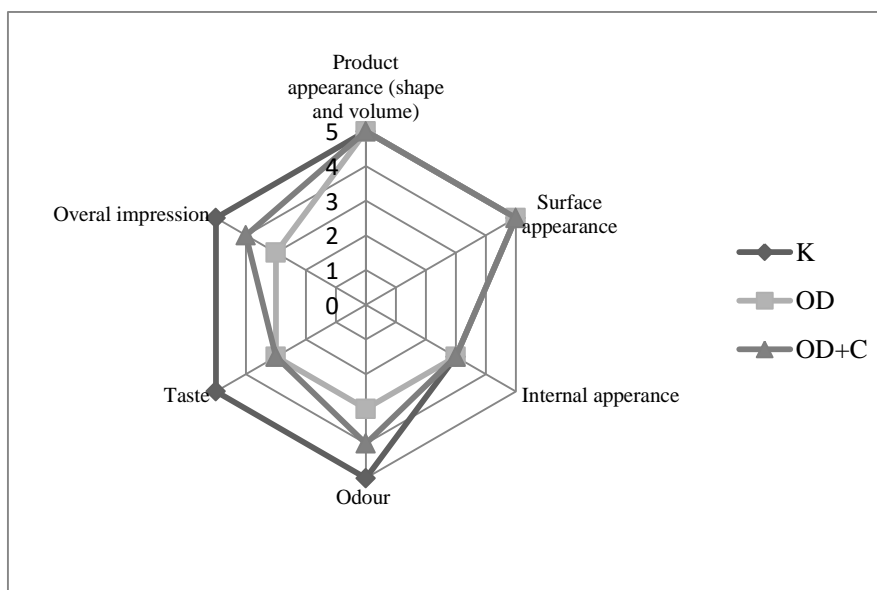 Product
appearance (shape
and volume)
5
4
3
2
1
0
Surface
appearance
Internal apperance
Odour
Taste
Overal impression
K
OD
OD+C